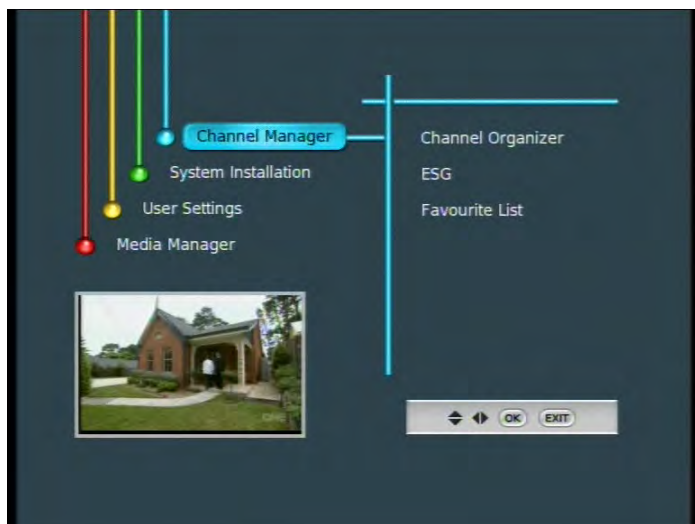 Channel Manager
System Installation
User Settings
Media Manager
Channel Organizer
ESG
Favourite List
OK EXIT